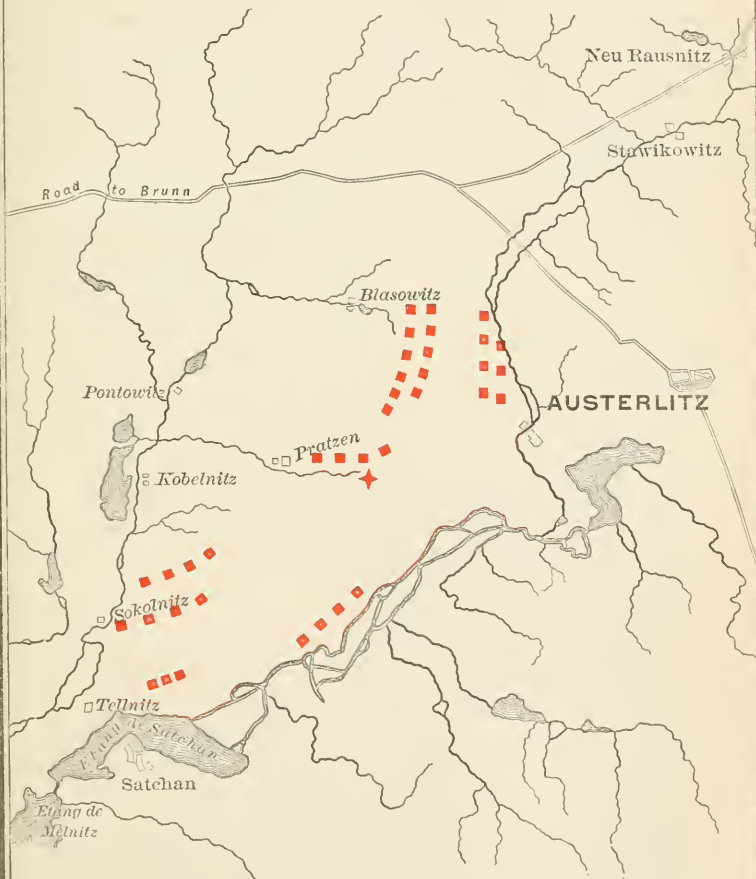 Neu Rausnitz
Stawikowitz
Road to Brunn
Blasowitz
Pontowitz
AUSTERLITZ
Pratzen
Kobelnitz
Sokolnitz
Tellnitz
Etang de Satchan
Satchan
Etang de
Melnitz